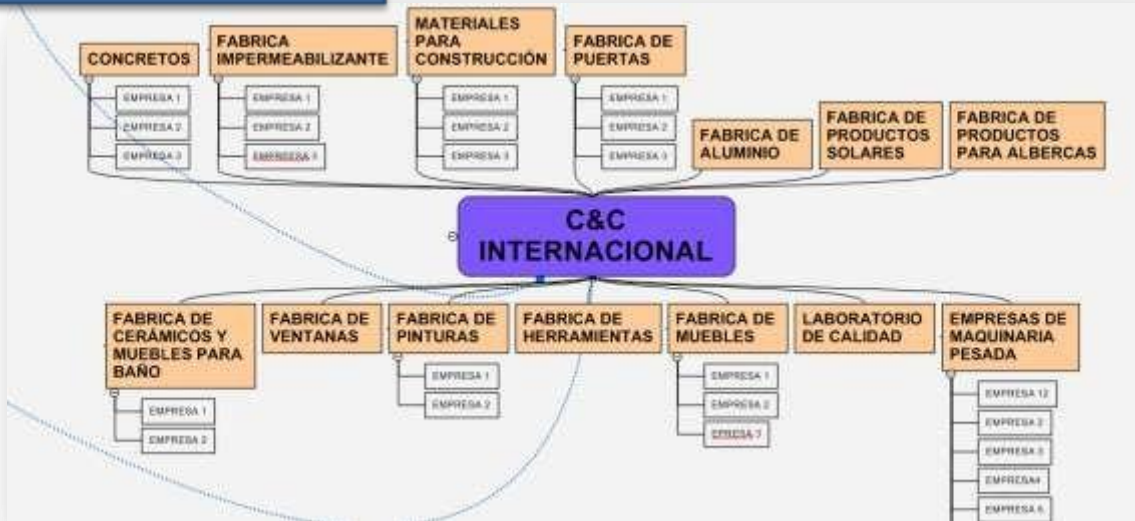 CONCRETOS
EMPRESA 1
EMPRESA 2
EMPRESA 3
FABRICA
IMPERMEABILIZANTE
EMPRESA 1
EMPRESA 2
MATERIALES
PARA
CONSTRUCCIÓN
EMPRESA 1
EMPRESA 2
EMPRESA 3
FABRICA DE
PUERTAS
EMPRESA 1
EMPRESA 2
EMPRESA 3
FABRICA DE
ALUMINIO
FABRICA DE
PRODUCTOS
SOLARES
FABRICA DE
PRODUCTOS
PARA ALBERCAS
C&C
INTERNACIONAL
FABRICA DE
CERÁMICOS Y
MUEBLES PARA
BAÑO
EMPRESA 1
EMPRESA 2
FABRICA DE
VENTANAS
FABRICA DE
PINTURAS
EMPRESA 1
EMPRESA 2
FABRICA DE
HERRAMIENTAS
FABRICA DE
MUEBLES
EMPRESA 1
EMPRESA 2
EPRESA 3
LABORATORIO
DE CALIDAD
EMPRESAS DE
MAQUINARIA
PESADA
EMPRESA 12
EMPRESA 2
EMPRESA 3
EMPRESA4
EMPRESA